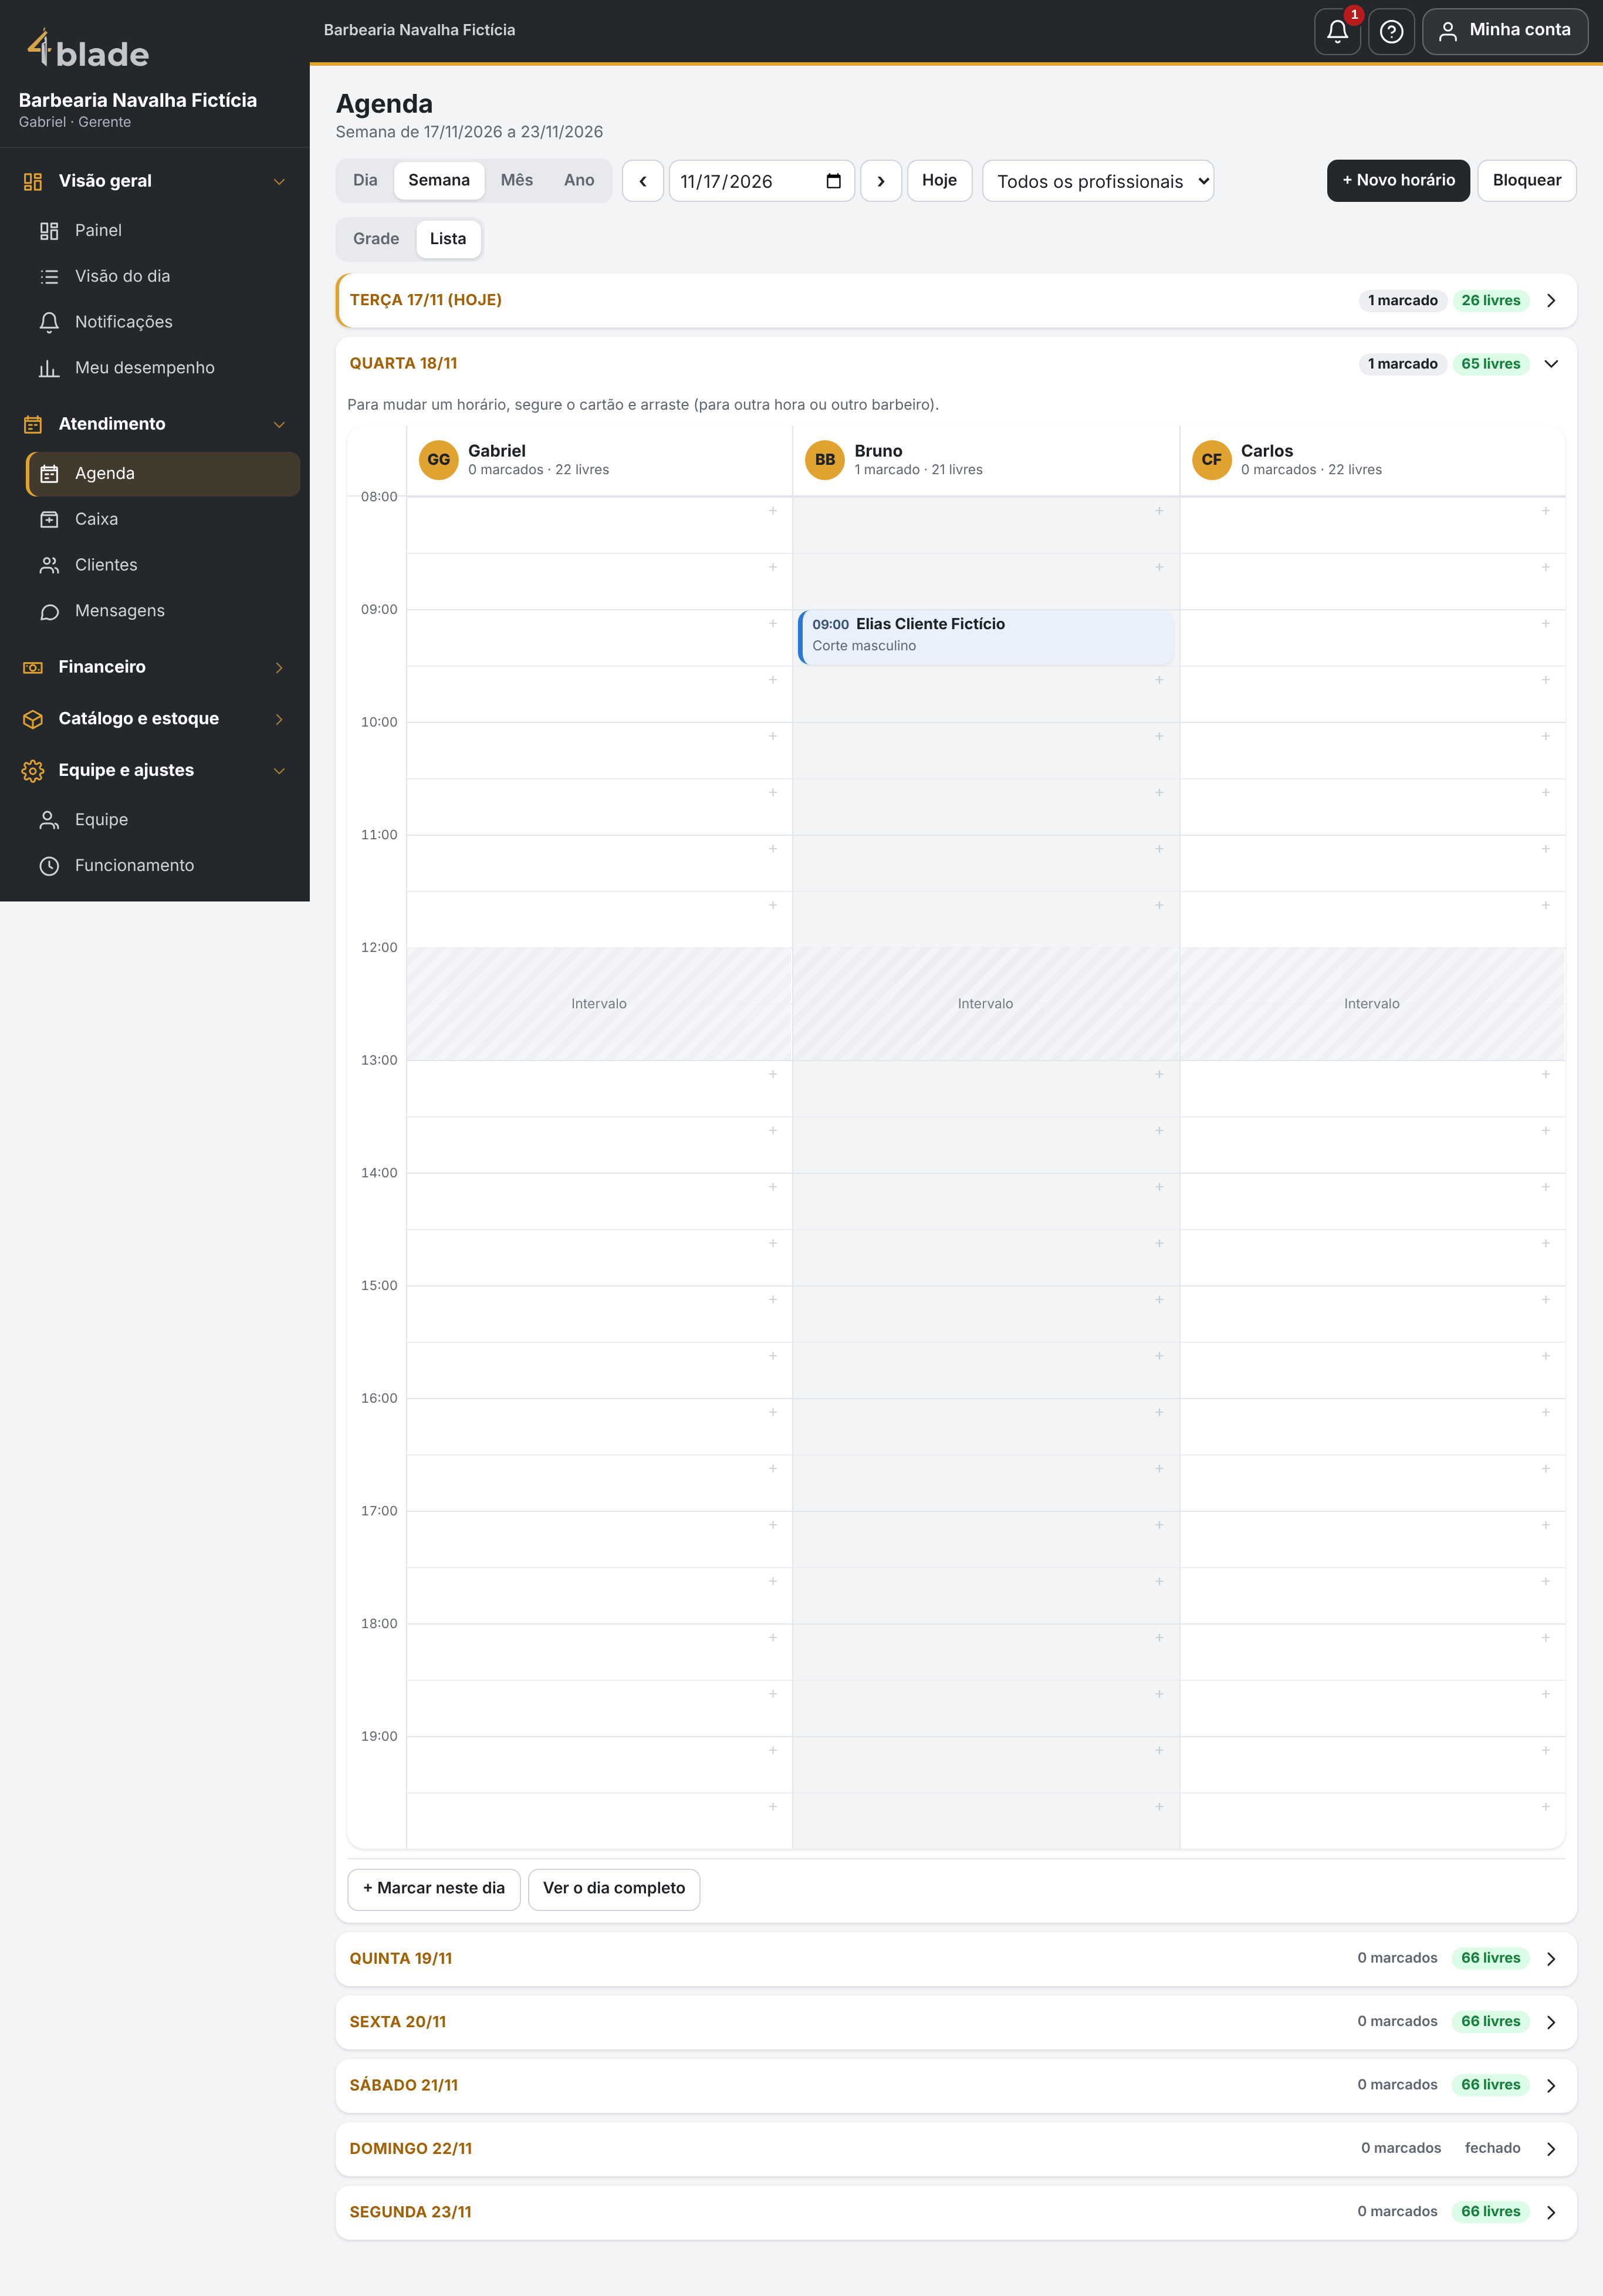 4blade
Barbearia Navalha Fictícia
Gabriel · Gerente
Visão geral
Painel
Visão do dia
Notificações
Meu desempenho
Atendimento
Agenda
Caixa
Clientes
Mensagens
Financeiro
Catálogo e estoque
Equipe e ajustes
Equipe
Funcionamento
Barbearia Navalha Fictícia
1
Minha conta
Agenda
Semana de 17/11/2026 a 23/11/2026
Dia Semana Mês Ano ‹ 11/17/2026 › Hoje Todos os profissionais + Novo horário Bloquear
Grade Lista
TERÇA 17/11 (HOJE) 1 marcado 26 livres
QUARTA 18/11 1 marcado 65 livres
Para mudar um horário, segure o cartão e arraste (para outra hora ou outro barbeiro).
GG Gabriel BB Bruno CF Carlos
0 marcados · 22 livres 1 marcado · 21 livres 0 marcados · 22 livres
08:00
+ + +
+ + +
09:00
+ 09:00 Elias Cliente Fictício +
Corte masculino
+ + +
10:00
+ + +
+ + +
11:00
+ + +
+ + +
12:00
Intervalo Intervalo Intervalo
13:00
+ + +
+ + +
14:00
+ + +
+ + +
15:00
+ + +
+ + +
16:00
+ + +
+ + +
17:00
+ + +
+ + +
18:00
+ + +
+ + +
19:00
+ + +
+ + +
+ Marcar neste dia Ver o dia completo
QUINTA 19/11 0 marcados 66 livres
SEXTA 20/11 0 marcados 66 livres
SÁBADO 21/11 0 marcados 66 livres
DOMINGO 22/11 0 marcados fechado
SEGUNDA 23/11 0 marcados 66 livres